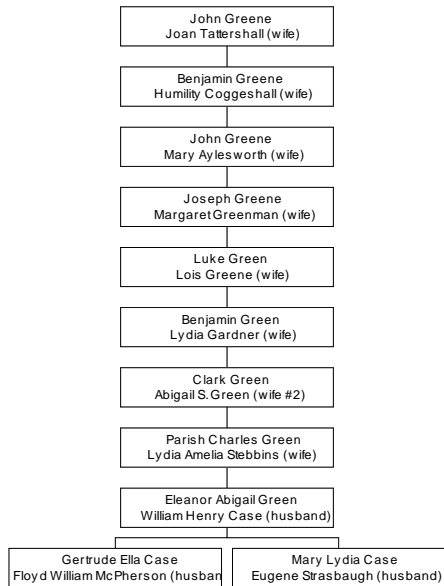 John Greene
Joan Tattershall (wife)
Benjamin Greene
Humility Coggeshall (wife)
John Greene
Mary Aylesworth (wife)
Joseph Greene
Margaret Greenman (wife)
Luke Green
Lois Greene (wife)
Benjamin Green
Lydia Gardner (wife)
Clark Green
Abigail S. Green (wife #2)
Parish Charles Green
Lydia Amelia Stebbins (wife)
Eleanor Abigail Green
William Henry Case (husband)
Gertrude Ella Case
Floyd William McPherson (husban
Mary Lydia Case
Eugene Strasbaugh (husband)